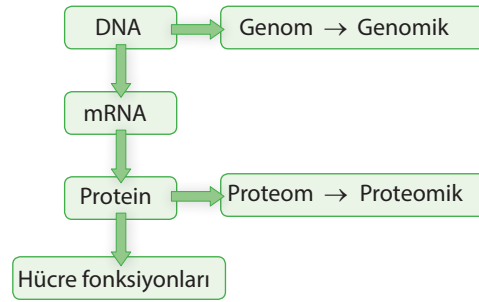 DNA
Genom → Genomik
mRNA
Protein
Proteom → Proteomik
Hücre fonksiyonları